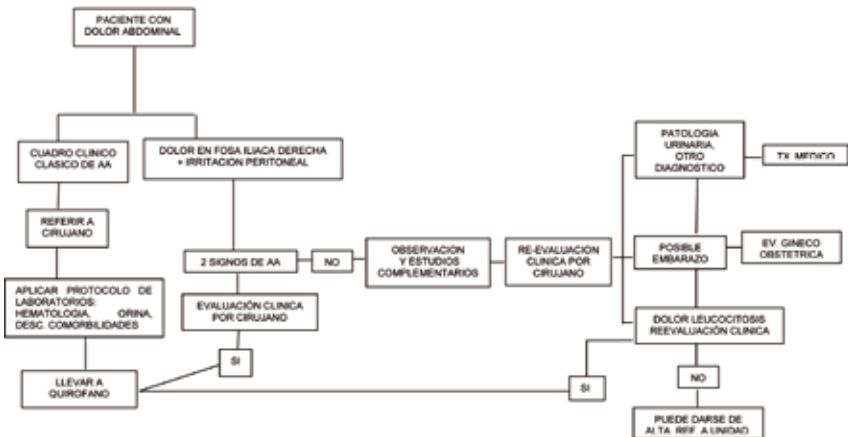 PACIENTE CON
DOLOR ABDOMINAL
CUADRO CLINICO
CLASICO DE AA
DOLOR EN FOSA ILIACA DERECHA
+ IRRITACION PERITONEAL
PATOLOGIA
URINARIA,
OTRO
DIAGNOSTICO
TX. MEDICO
REFERIR A
CIRUJANO
2 SIGNOS DE AA
NO
OBSERVACION
Y ESTUDIOS
COMPLEMENTARIOS
RE-EVALUACION
CLINICA POR
CIRUJANO
POSIBLE
EMBARAZO
EV. GINECO
OBSTETRICA
APLICAR PROTOCOLO DE
LABORATORIOS:
HEMATOLOGIA, ORINA,
DESC. COMORBILIDADES
EVALUACIÓN CLINICA
POR CIRUJANO
DOLOR LEUCOCITOSIS
REEVALUACIÓN CLINICA
SI
LLEVAR A
QUIROFANO
SI
NO
PUEDE DARSE DE
ALTA, REF. A UNIDAD